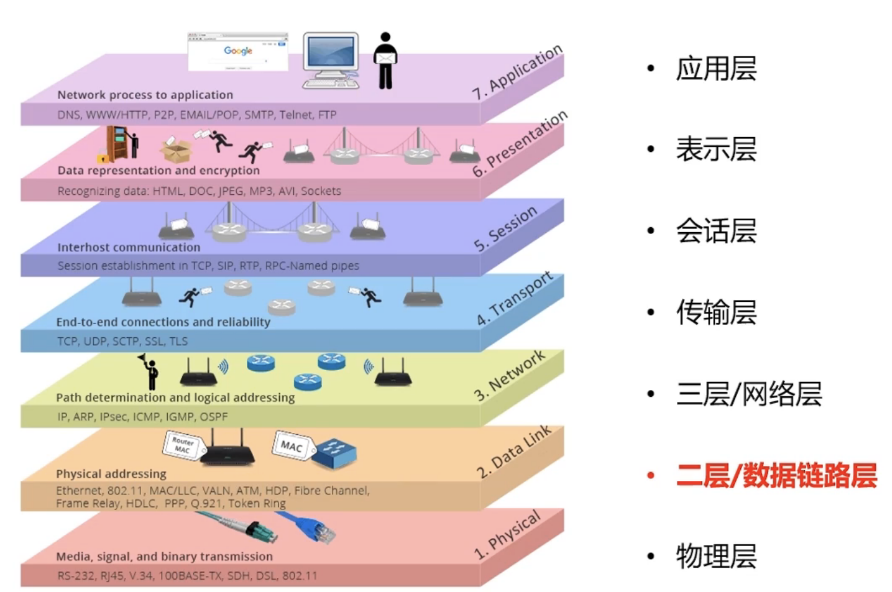 Google
7. Application
Network process to application
DNS, WWW/HTTP, P2P, EMAIL/POP, SMTP, Telnet, FTP
6. Presentation
Data representation and encryption
Recognizing data: HTML, DOC, JPEG, MP3, AVI, Sockets
5. Session
Interhost communication
Session establishment in TCP, SIP, RTP, RPC-Named pipes
4. Transport
End-to-end connections and reliability
TCP, UDP, SCTP, SSL, TLS
3. Network
Path determination and logical addressing
IP, ARP, IPsec, ICMP, IGMP, OSPF
Router
MAC
MAC
2. Data Link
Physical addressing
Ethernet, 802.11, MAC/LLC, VALN, ATM, HDP, Fibre Channel,
Frame Relay, HDLC, PPP, Q.921, Token Ring
1. Physical
Media, signal, and binary transmission
RS-232, RJ45, V.34, 100BASE-TX, SDH, DSL, 802.11
• 应用层
• 表示层
• 会话层
• 传输层
• 三层/网络层
• 二层/数据链路层
• 物理层